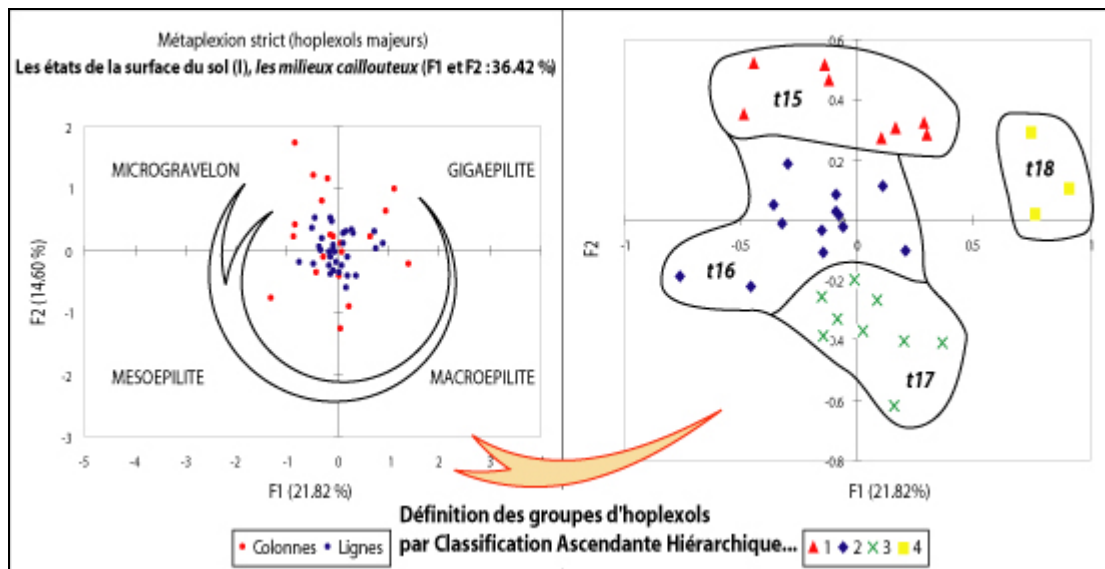 Métaplexion strict (hoplexols majeurs)
Les états de la surface du sol (I), les milieux caillouteux (F1 et F2 : 36.42 %)
2
MICROGRAVELON
GIGAEPILITE
1
0
F2 (14.60 %)
-1
-2
MESOEPILITE
MACROEPILITE
-3
-5 -4 -3 -2 -1 0 1 2 3
F1 (21.82 %)
Colonnes
Lignes
0.6
t15
0.4
t18
0.2
F2
-1 -0.5 0 0.5 1
t16
-0.2
-0.4
t17
-0.6
-0.8
F1 (21.82%)
Définition des groupes d'hoplexols
par Classification Ascendante Hiérarchique...
1 2 3 4